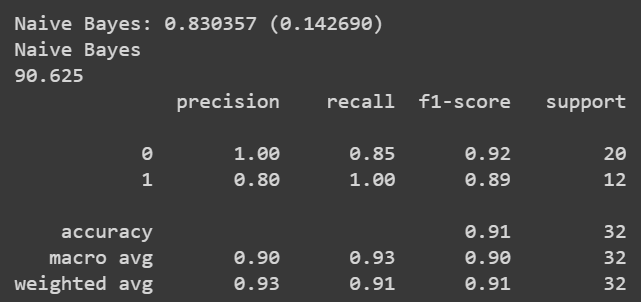 Naive Bayes: 0.830357 (0.142690)
Naive Bayes
90.625
precision recall f1-score support
0 1.00 0.85 0.92 20
1 0.80 1.00 0.89 12
accuracy 0.91 32
macro avg 0.90 0.93 0.90 32
weighted avg 0.93 0.91 0.91 32